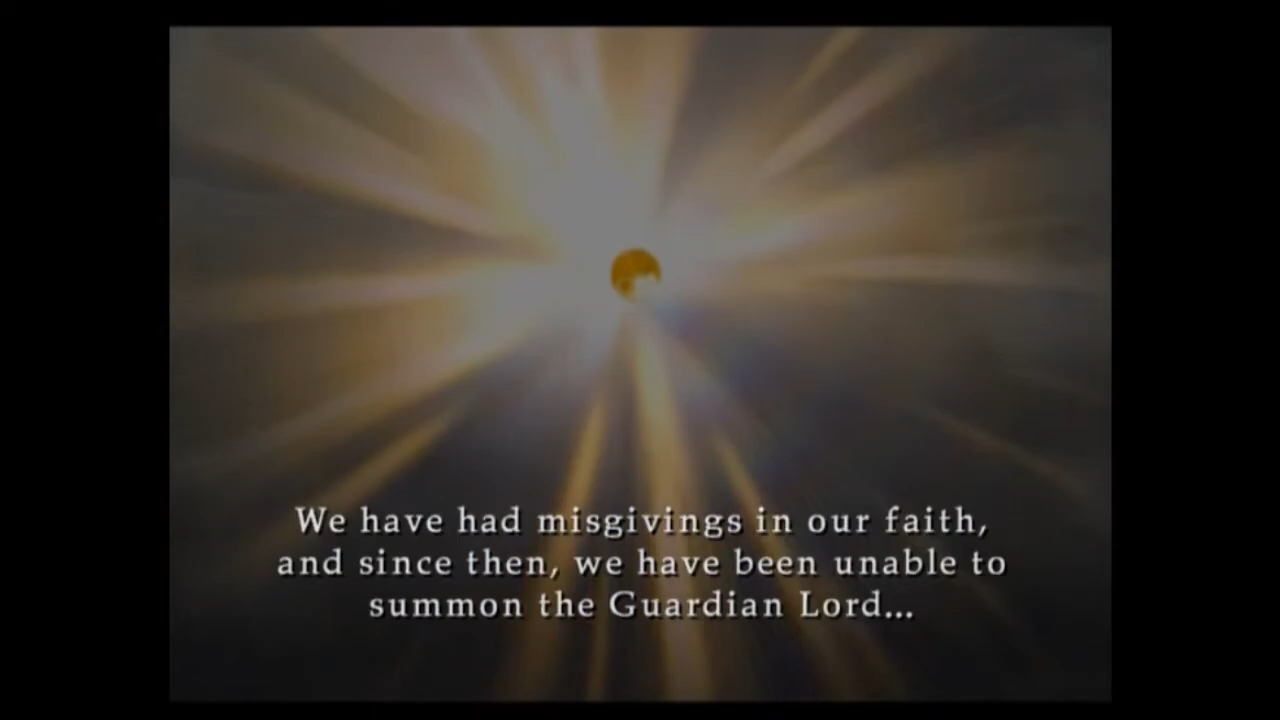 We have had misgivings in our faith,
and since then, we have been unable to
summon the Guardian Lord...